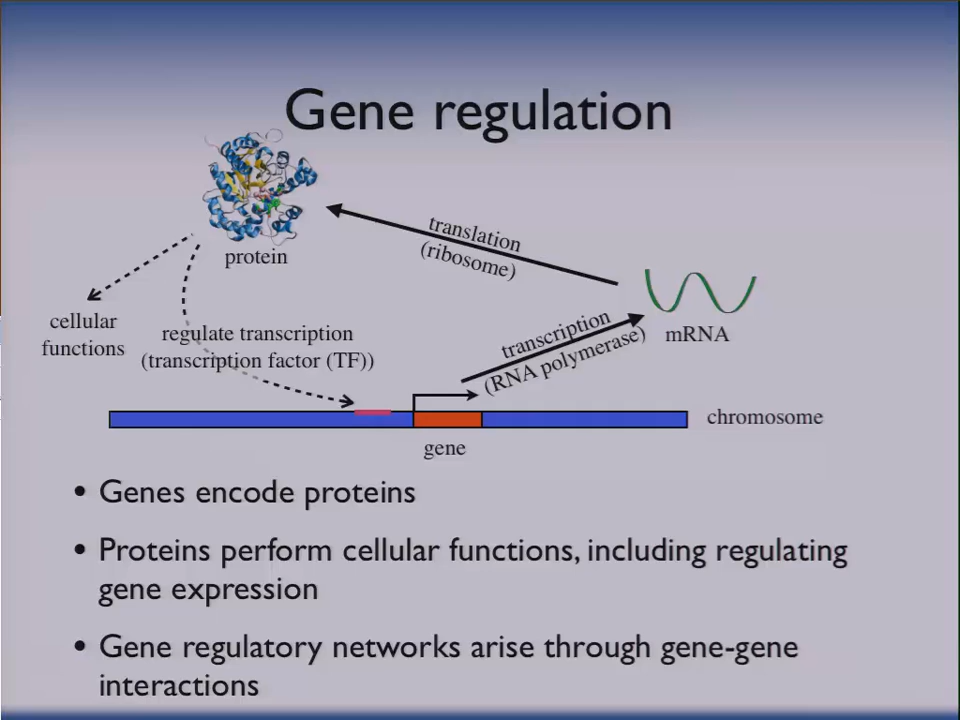 Gene regulation
translation
(ribosome)
protein
cellular
functions
regulate transcription
(transcription factor (TF))
transcription
(RNA polymerase)
mRNA
chromosome
gene
• Genes encode proteins
• Proteins perform cellular functions, including regulating
gene expression
• Gene regulatory networks arise through gene-gene
interactions